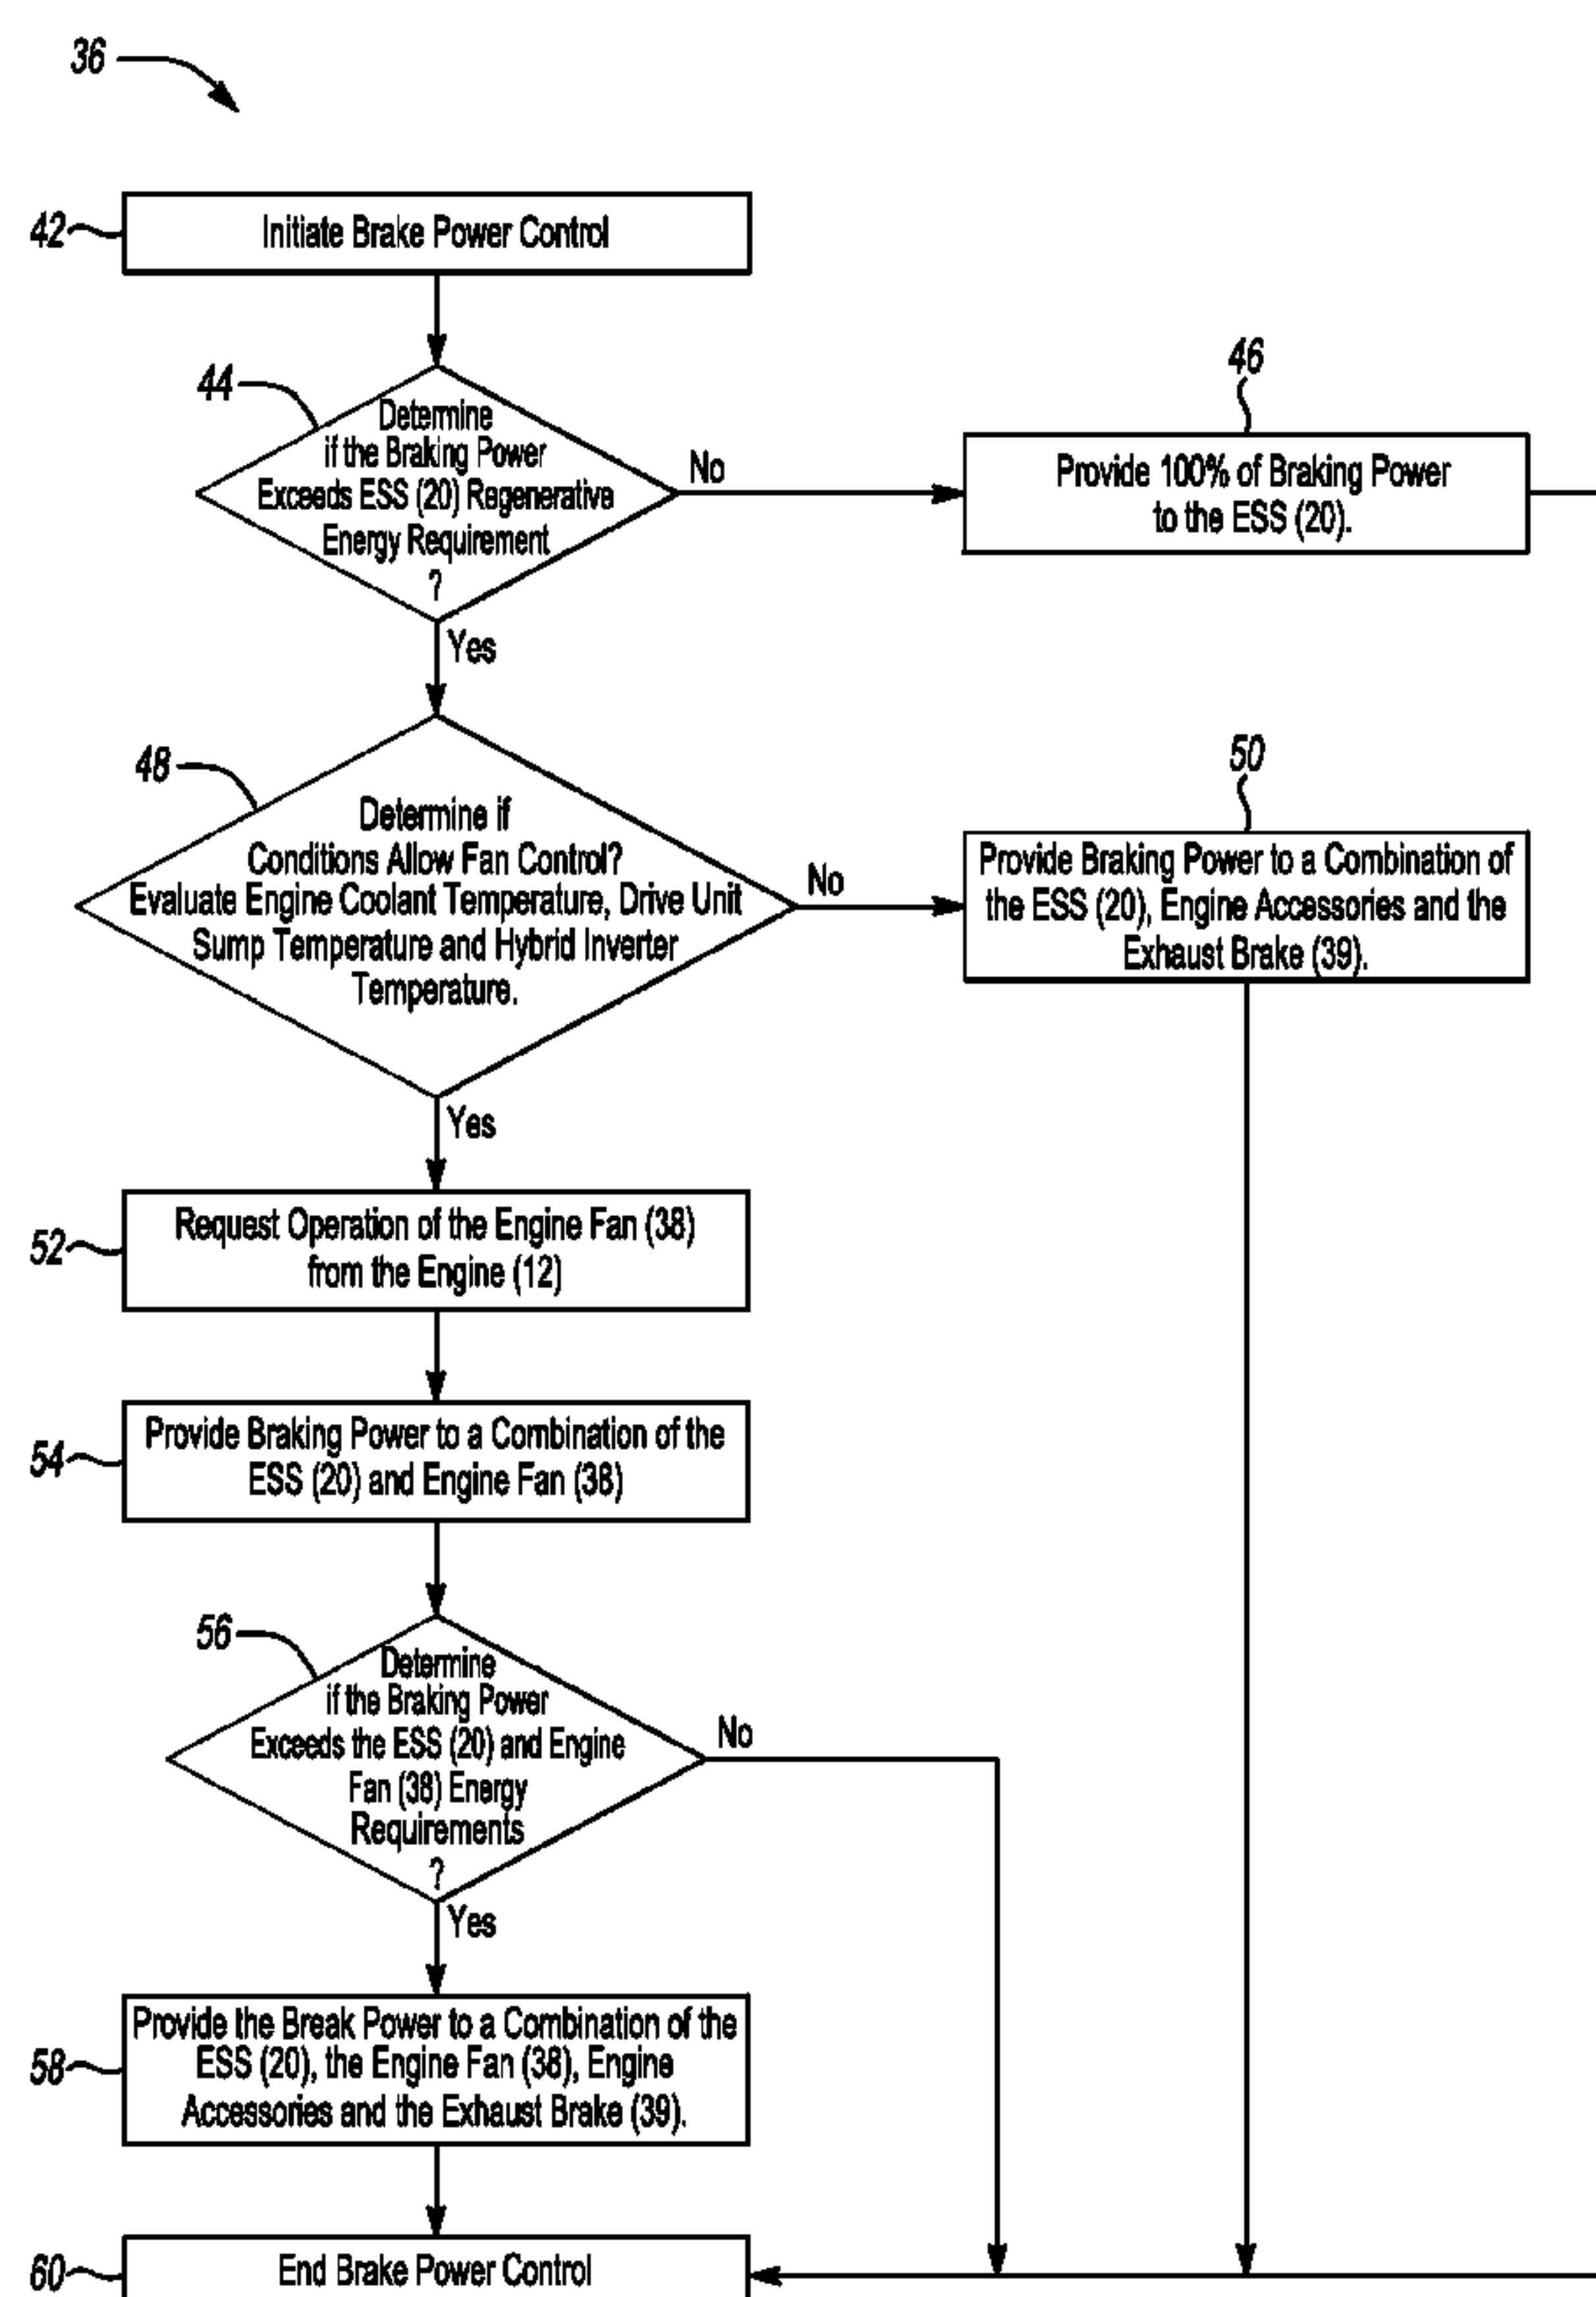 36
42
Initiate Brake Power Control
44
Determine
if the Braking Power
Exceeds ESS (20) Regenerative
Energy Requirement
?
No
46
Provide 100% of Braking Power
to the ESS (20).
Yes
48
Determine if
Conditions Allow Fan Control?
Evaluate Engine Coolant Temperature, Drive Unit
Sump Temperature and Hybrid Inverter
Temperature.
No
50
Provide Braking Power to a Combination of
the ESS (20), Engine Accessories and the
Exhaust Brake (39).
Yes
52
Request Operation of the Engine Fan (38)
from the Engine (12)
54
Provide Braking Power to a Combination of the
ESS (20) and Engine Fan (38)
56
Determine
if the Braking Power
Exceeds the ESS (20) and Engine
Fan (38) Energy
Requirements
?
No
Yes
58
Provide the Break Power to a Combination of the
ESS (20), the Engine Fan (38), Engine
Accessories and the Exhaust Brake (39).
60
End Brake Power Control